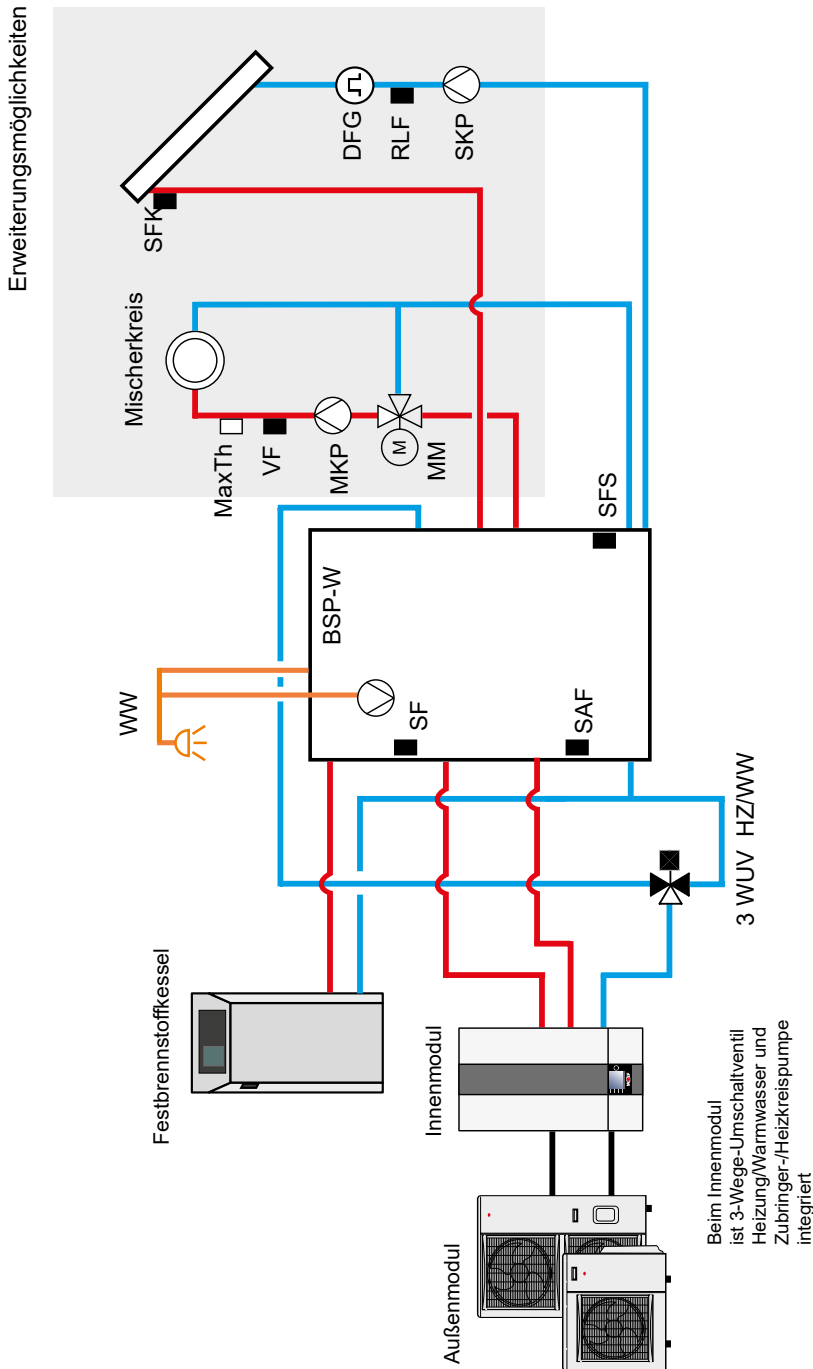 Erweiterungsmöglichkeiten
SFK
DFG
RLF
SKP
Mischerkreis
MaxTh
VF
MKP
M
MM
WW
BSP-W
SF
SAF
SFS
3 WUV HZ/WW
Festbrennstoffkessel
Innenmodul
Außenmodul
Beim Innenmodul
ist 3-Wege-Umschaltventil
Heizung/Warmwasser und
Zubringer-/Heizkreispumpe
integriert